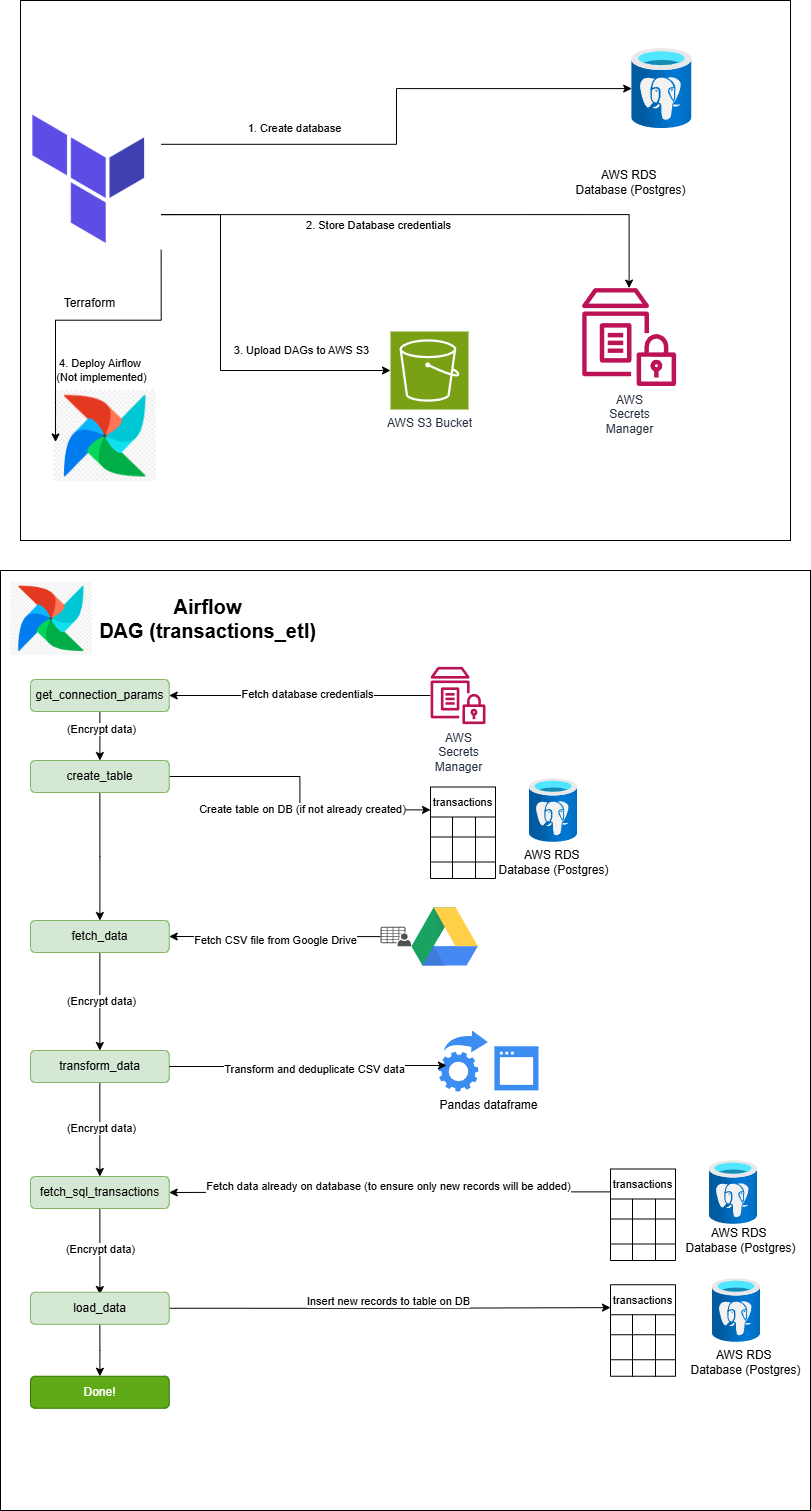 1. Create database
AWS RDS
Database (Postgres)
2. Store Database credentials
Terraform
3. Upload DAGs to AWS S3
4. Deploy Airflow
(Not implemented)
AWS S3 Bucket
AWS
Secrets
Manager
Airflow
DAG (transactions_etl)
get_connection_params
Fetch database credentials
(Encrypt data)
AWS
Secrets
Manager
create_table
Create table on DB (if not already created)
transactions
AWS RDS
Database (Postgres)
fetch_data
Fetch CSV file from Google Drive
(Encrypt data)
transform_data
Transform and deduplicate CSV data
Pandas dataframe
(Encrypt data)
fetch_sql_transactions
Fetch data already on database (to ensure only new records will be added)
transactions
AWS RDS
Database (Postgres)
(Encrypt data)
load_data
Insert new records to table on DB
transactions
AWS RDS
Database (Postgres)
Done!